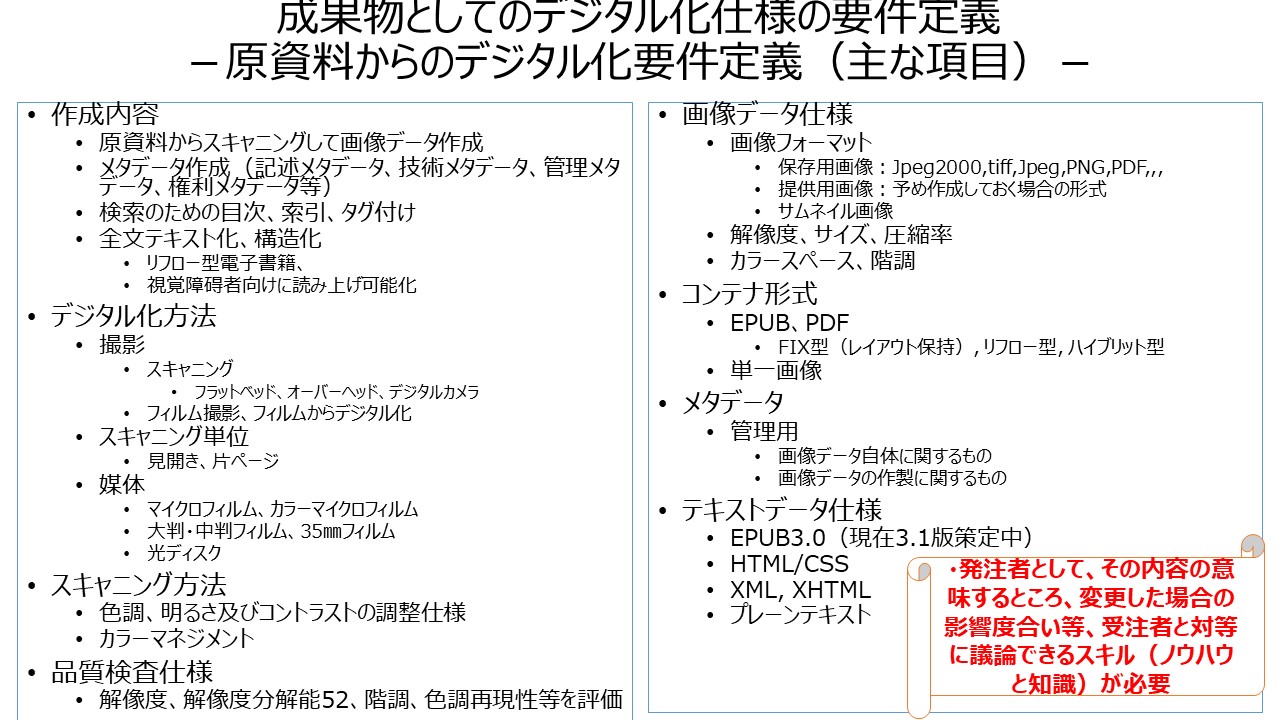 成果物としてのデジタル化仕様の要件定義
－原資料からのデジタル化要件定義（主な項目）－
• 作成内容
• 原資料からスキャニングして画像データ作成
• メタデータ作成（記述メタデータ、技術メタデータ、管理メタ
データ、権利メタデータ等）
• 検索のための目次、索引、タグ付け
• 全文テキスト化、構造化
• リフロー型電子書籍、
• 視覚障碍者向けに読み上げ可能化
• デジタル化方法
• 撮影
• スキャニング
• フラットベッド、オーバーヘッド、デジタルカメラ
• フィルム撮影、フィルムからデジタル化
• スキャニング単位
• 見開き、片ページ
• 媒体
• マイクロフィルム、カラーマイクロフィルム
• 大判・中判フィルム、35㎜フィルム
• 光ディスク
• スキャニング方法
• 色調、明るさ及びコントラストの調整仕様
• カラーマネジメント
• 品質検査仕様
• 解像度、解像度分解能52、階調、色調再現性等を評価
• 画像データ仕様
• 画像フォーマット
• 保存用画像：Jpeg2000,tiff,Jpeg,PNG,PDF,,,
• 提供用画像：予め作成しておく場合の形式
• サムネイル画像
• 解像度、サイズ、圧縮率
• カラースペース、階調
• コンテナ形式
• EPUB、PDF
• FIX型（レイアウト保持）, リフロー型, ハイブリット型
• 単一画像
• メタデータ
• 管理用
• 画像データ自体に関するもの
• 画像データの作製に関するもの
• テキストデータ仕様
• EPUB3.0（現在3.1版策定中）
• HTML/CSS
• XML, XHTML
• プレーンテキスト
・発注者として、その内容の意
味するところ、変更した場合の
影響度合い等、受注者と対等
に議論できるスキル（ノウハウ
と知識）が必要